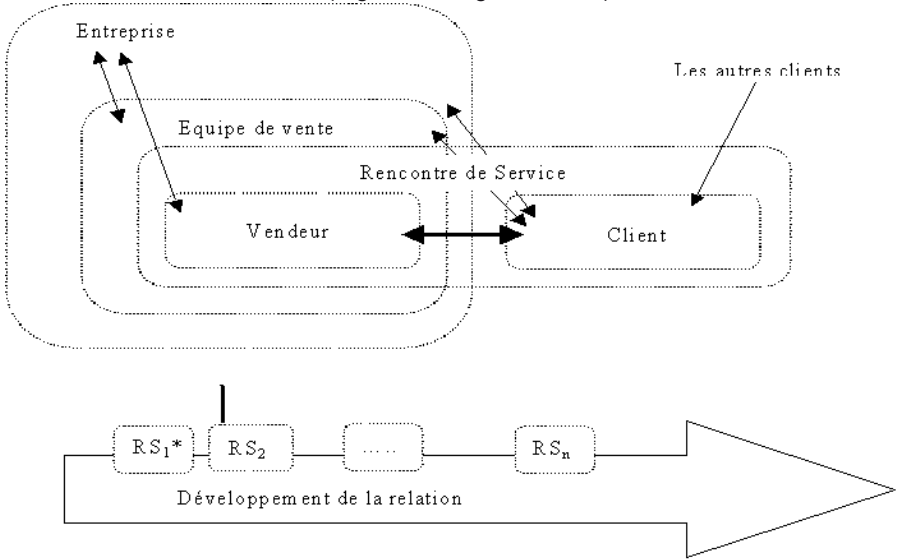 Entreprise
Les autres clients
Equipe de vente
Rencontre de Service
Vendeur
Client
RS₁*
RS₂
.....
RSₙ
Développement de la relation